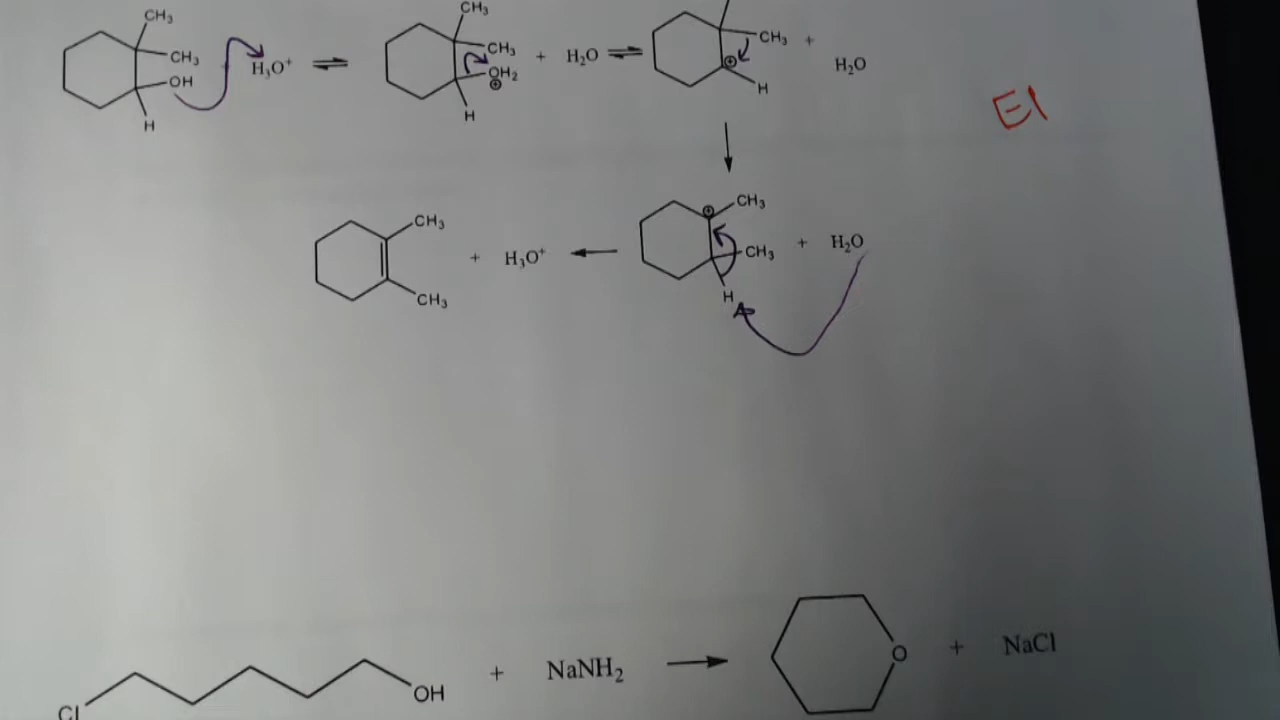 CH₃
CH₃
OH
H
H₃O⁺ ⇌
CH₃
CH₃
OH₂
⊕
H
+ H₂O ⇌
CH₃ +
⊕
H
H₂O
E1
⊕
CH₃
CH₃
H
+ H₂O
CH₃
CH₃
+ H₃O⁺ ←
Cl
OH
+ NaNH₂ → O + NaCl